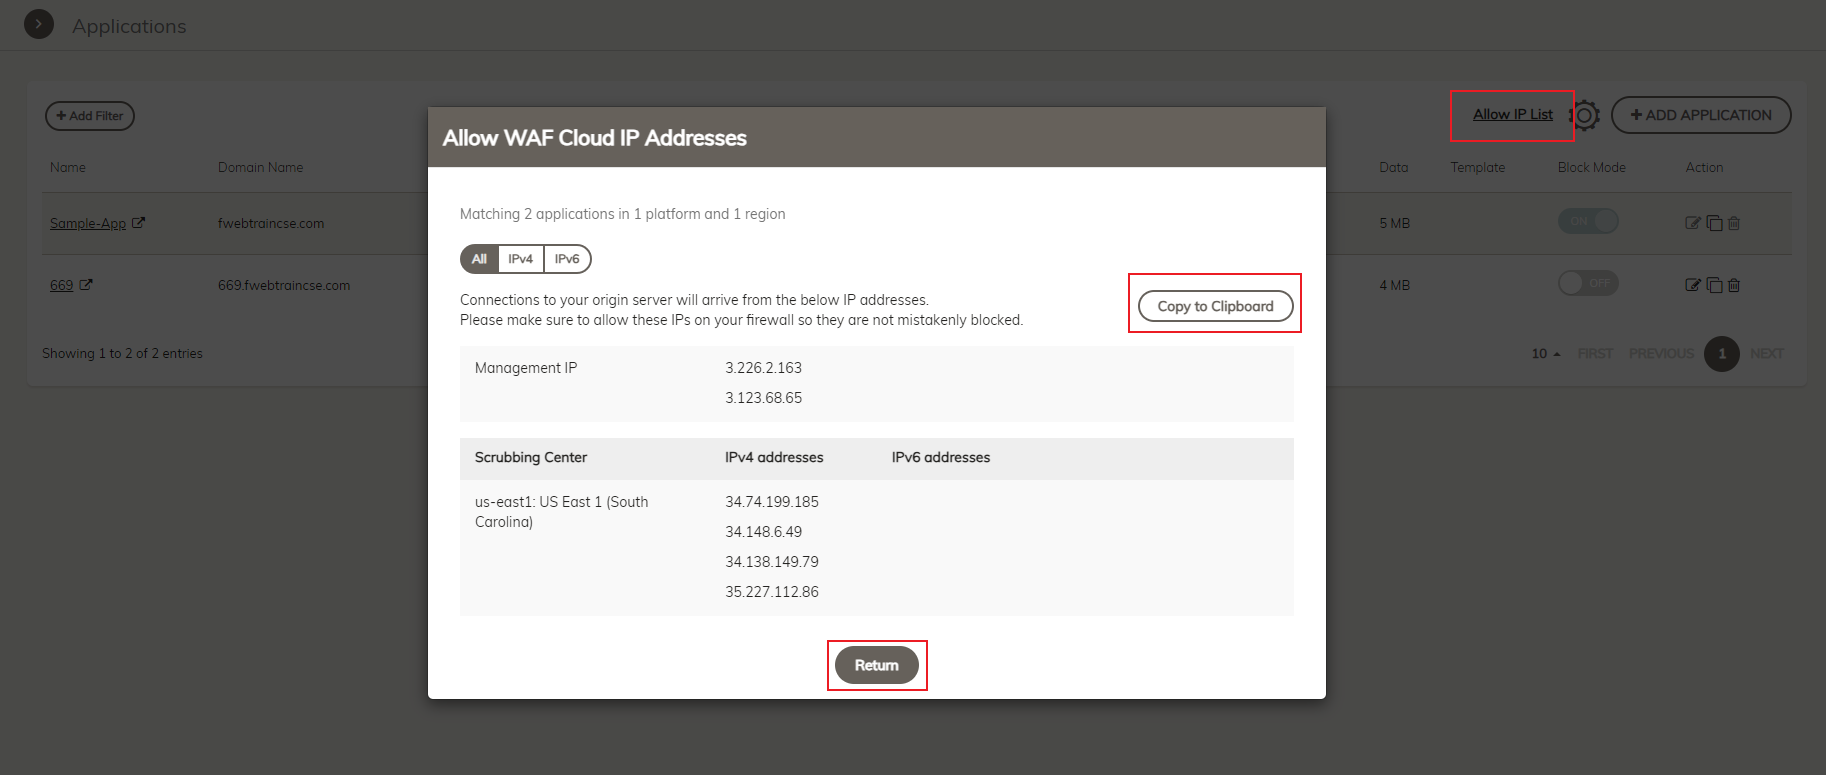 Applications
+ Add Filter
Allow IP List
+ ADD APPLICATION
Name Domain Name Data Template Block Mode Action
Sample-App fwebtraincse.com 5 MB ON
669 669.fwebtraincse.com 4 MB OFF
Showing 1 to 2 of 2 entries
10 FIRST PREVIOUS 1 NEXT
Allow WAF Cloud IP Addresses
Matching 2 applications in 1 platform and 1 region
All IPv4 IPv6
Connections to your origin server will arrive from the below IP addresses.
Please make sure to allow these IPs on your firewall so they are not mistakenly blocked.
Copy to Clipboard
Management IP 3.226.2.163
3.123.68.65
Scrubbing Center IPv4 addresses IPv6 addresses
us-east1: US East 1 (South
Carolina)
34.74.199.185
34.148.6.49
34.138.149.79
35.227.112.86
Return